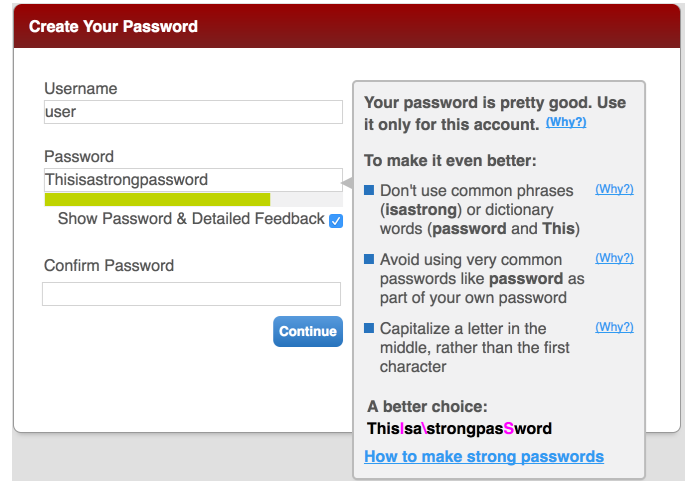 Create Your Password
Username
user
Password
Thisisastrongpassword
Show Password & Detailed Feedback
Confirm Password
Continue
Your password is pretty good. Use
it only for this account. (Why?)
To make it even better:
Don't use common phrases (Why?)
(isastrong) or dictionary
words (password and This)
Avoid using very common (Why?)
passwords like password as
part of your own password
Capitalize a letter in the (Why?)
middle, rather than the first
character
A better choice:
ThisIsa\strongpasSword
How to make strong passwords